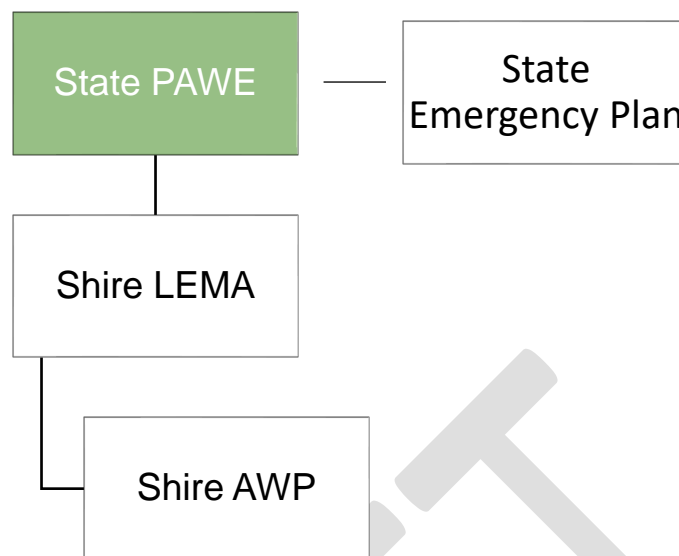 State PAWE
State
Emergency Plan
Shire LEMA
Shire AWP